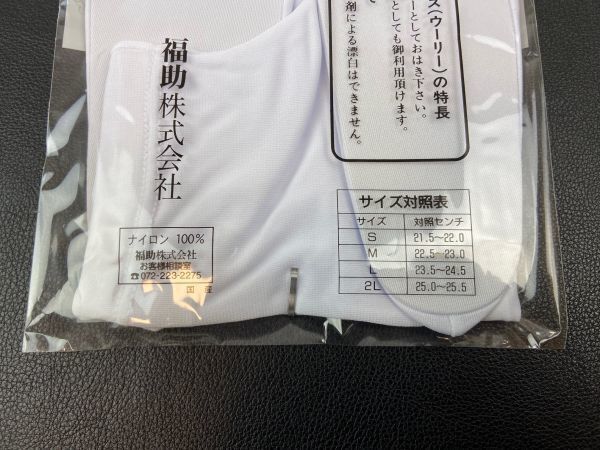 ス(ウーリー)の特長
ーとしておはき下さい。
としても御利用頂けます。
て
剤による漂白はできません。
福助株式会社
ナイロン 100%
福助株式会社
お客様相談室
☎072-223-2275
国 産
サイズ対照表
サイズ 対照センチ
S 21.5~22.0
M 22.5~23.0
L 23.5~24.5
2L 25.0~25.5